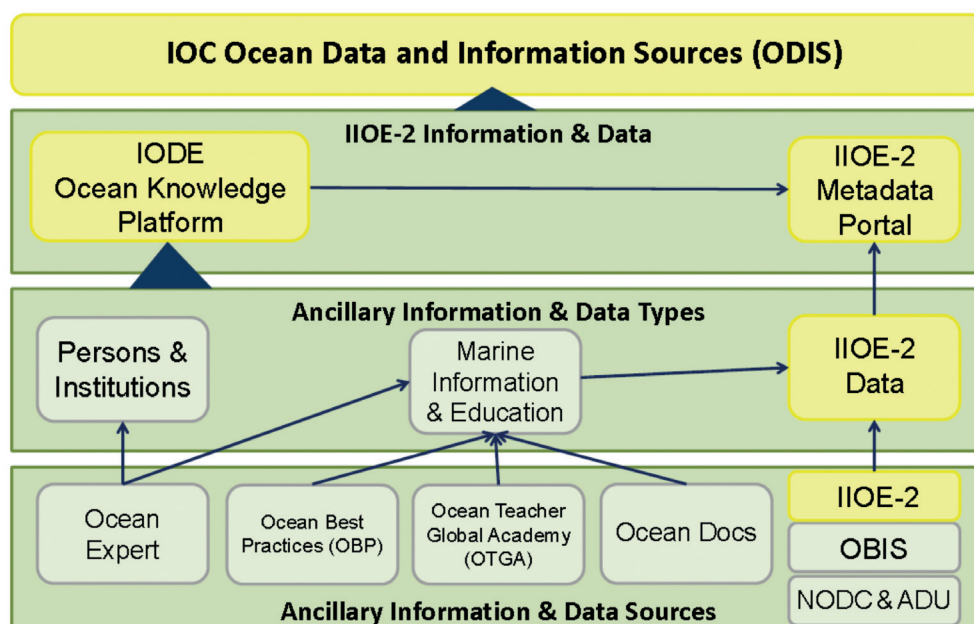 IOC Ocean Data and Information Sources (ODIS)
IIOE-2 Information & Data
IODE
Ocean Knowledge
Platform
IIOE-2
Metadata
Portal
Ancillary Information & Data Types
Persons &
Institutions
Marine
Information
& Education
IIOE-2
Data
Ocean
Expert
Ocean Best
Practices (OBP)
Ocean Teacher
Global Academy
(OTGA)
Ocean Docs
IIOE-2
OBIS
NODC & ADU
Ancillary Information & Data Sources